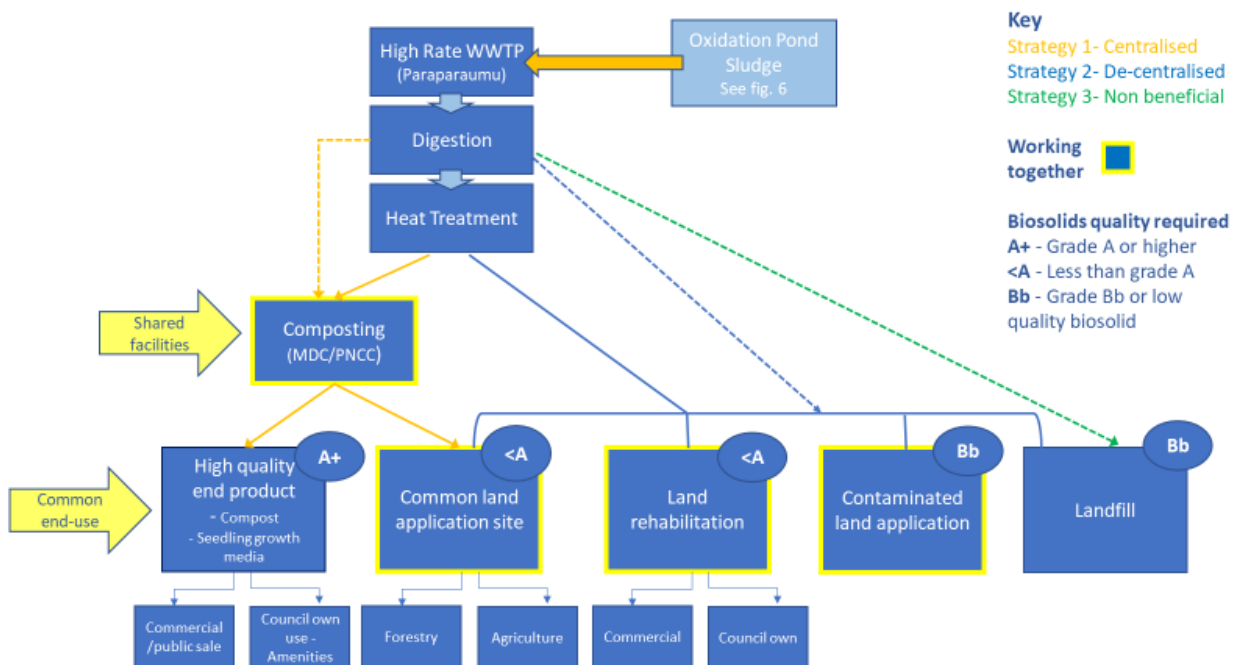 High Rate WWTP
(Paraparaumu)
Oxidation Pond
Sludge
See fig. 6
Key
Strategy 1- Centralised
Strategy 2- De-centralised
Strategy 3- Non beneficial
Digestion
Working
together
Heat Treatment
Biosolids quality required
A+ - Grade A or higher
<A - Less than grade A
Bb - Grade Bb or low
quality biosolid
Shared
facilities
Composting
(MDC/PNCC)
Common
end-use
A+
High quality
end product
- Compost
- Seedling growth
media
<A
Common land
application site
<A
Land
rehabilitation
Bb
Contaminated
land application
Bb
Landfill
Commercial
/public sale
Council own
use -
Amenities
Forestry
Agriculture
Commercial
Council own